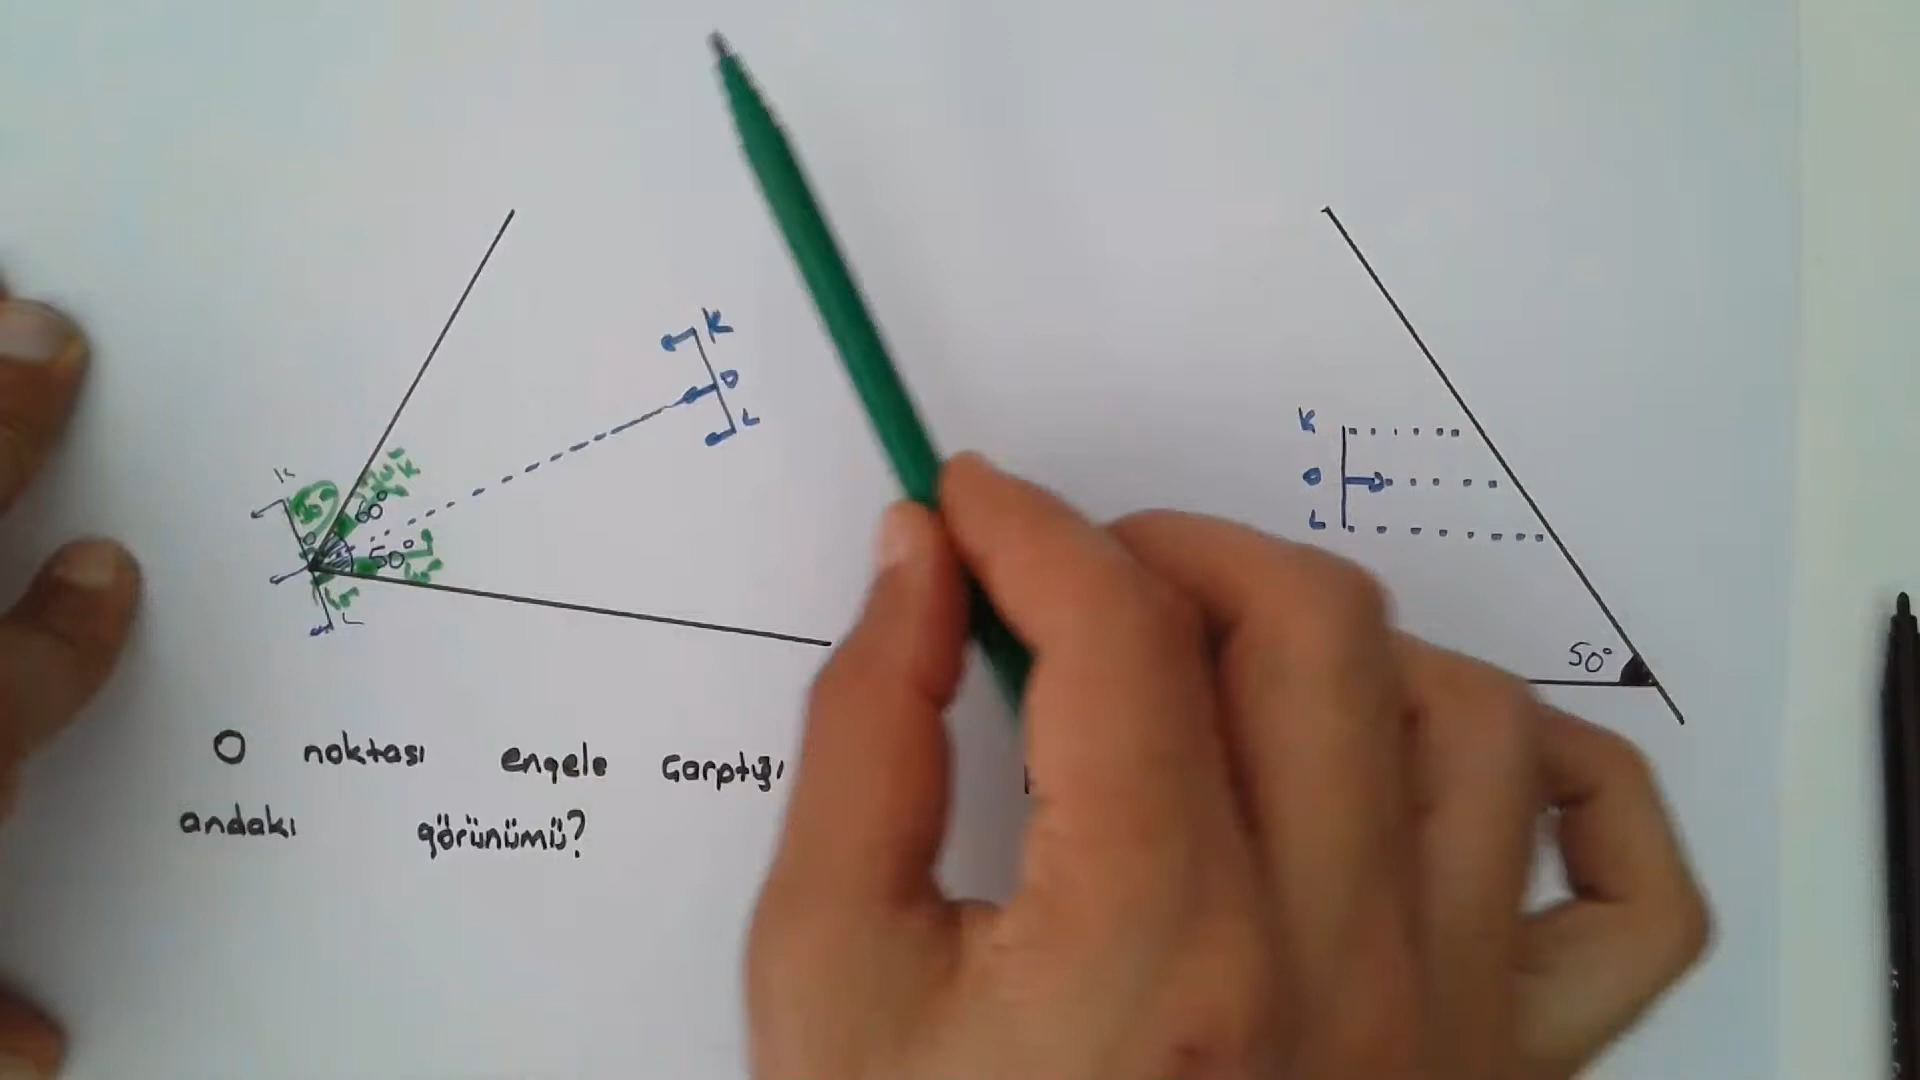 K
O
L
K
60°
50°
L
K
O
L
50°
O noktası engele çarptığı
andaki görünümü?